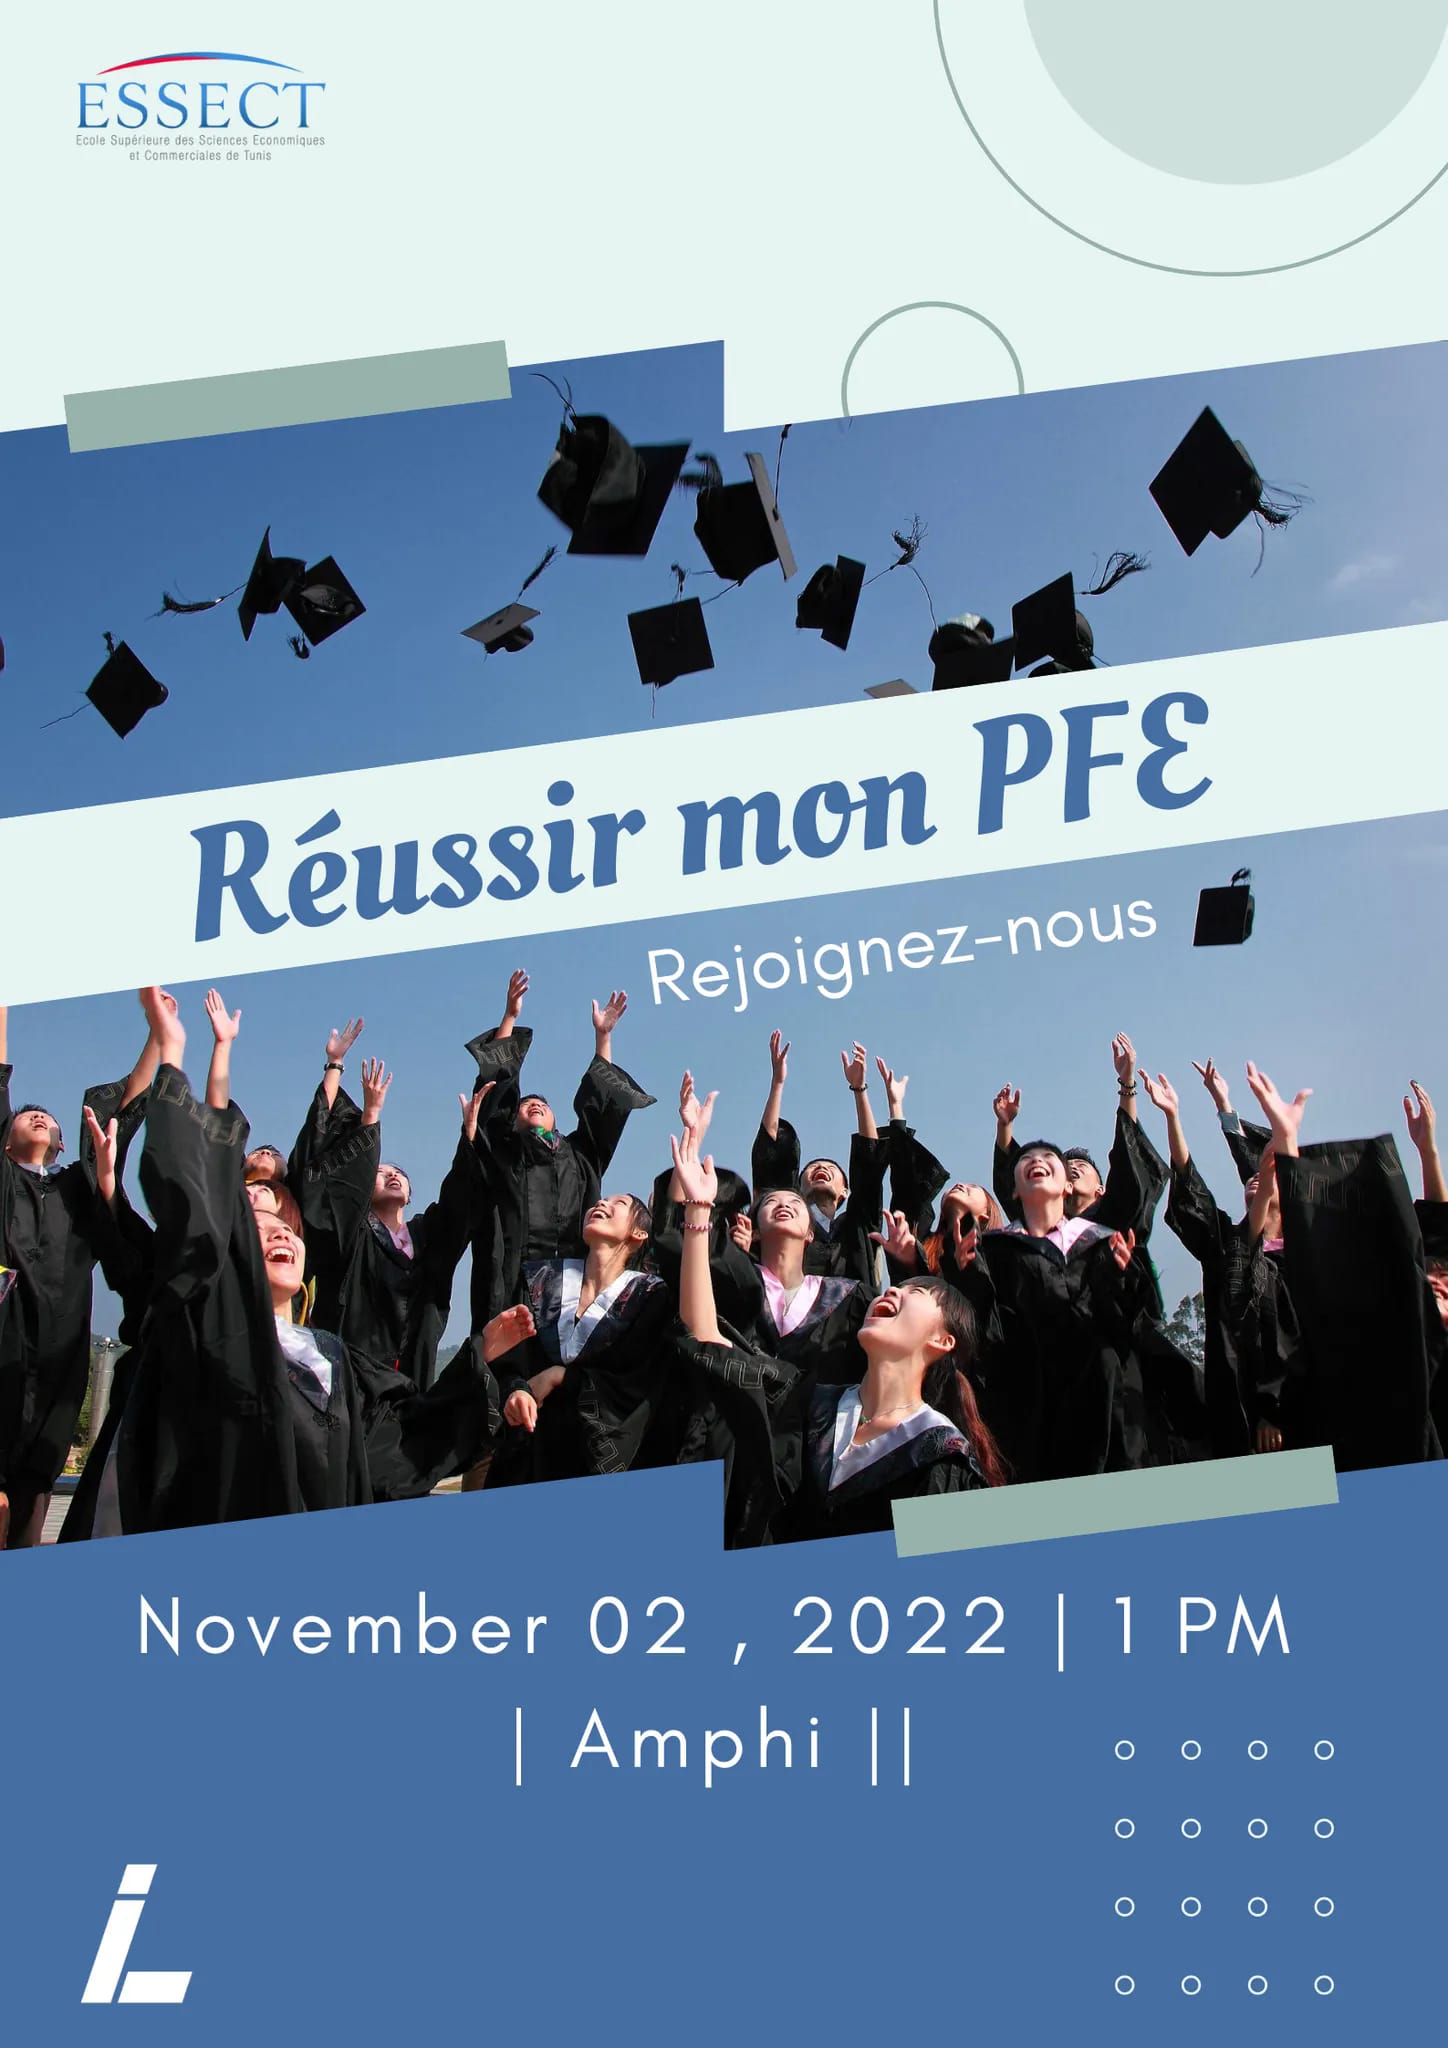 ESSECT
Ecole Supérieure des Sciences Economiques
et Commerciales de Tunis
Réussir mon PFE
Rejoignez-nous
November 02 , 2022 | 1 PM
| Amphi ||
iL